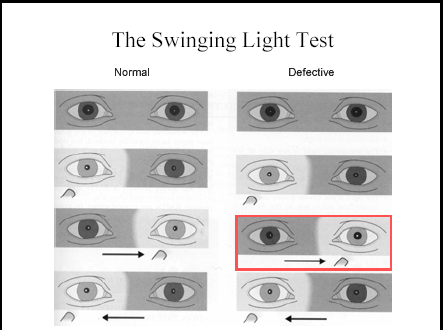 The Swinging Light Test
Normal
Defective